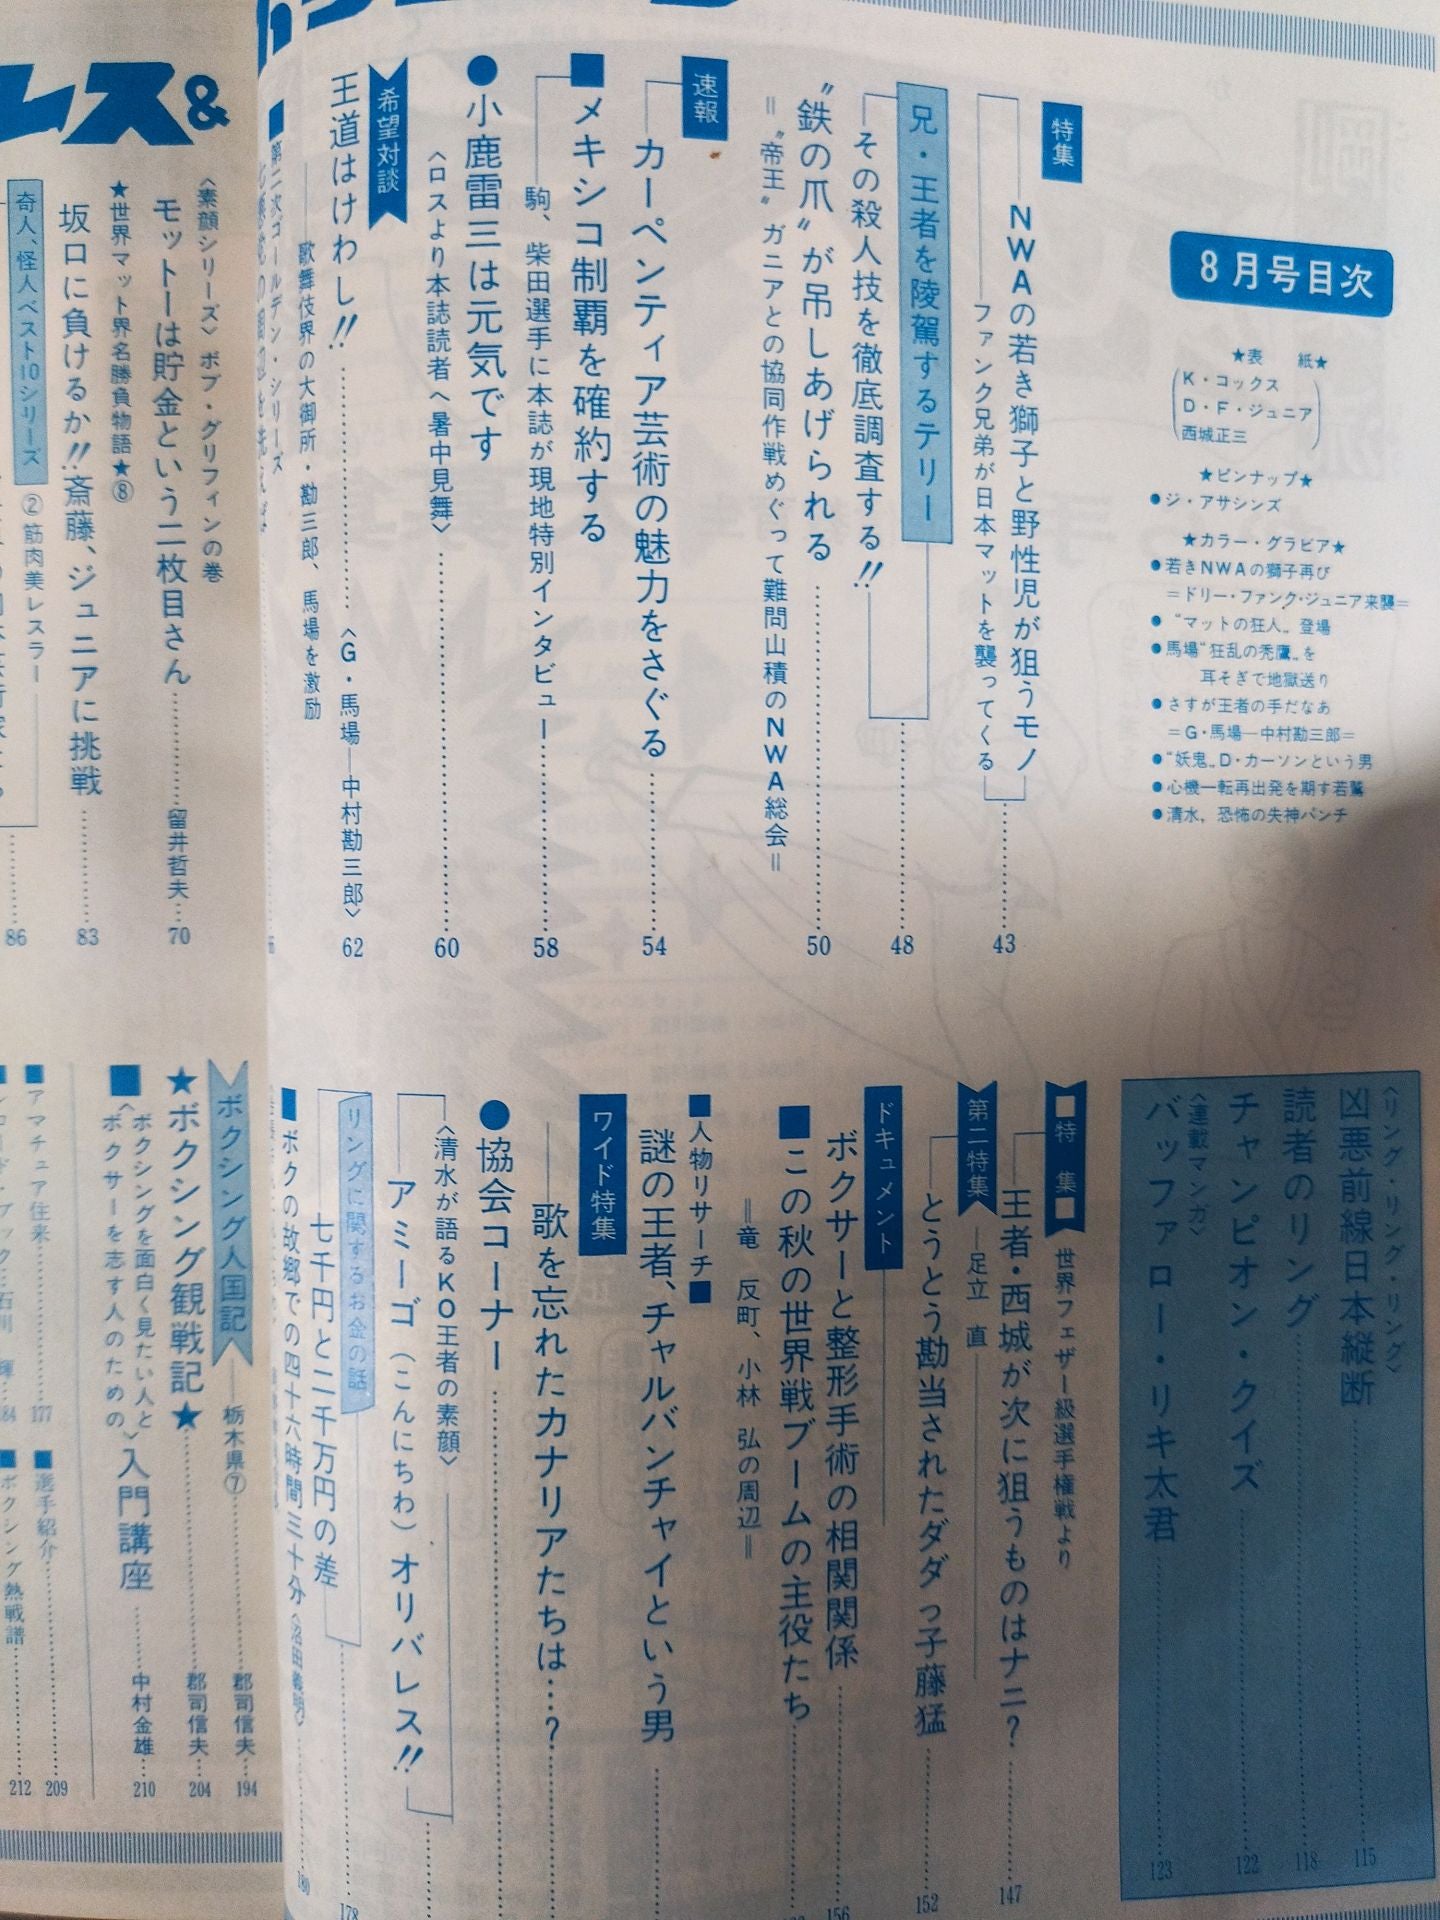 8月号目次
★表　紙★
K・コックス
D・F・ジュニア
西城正三
★ピンナップ★
●ジ・アサシンズ
★カラー・グラビア★
●若きNWAの獅子再び
＝ドリー・ファンク・ジュニア来襲＝
●“マットの狂人”登場
●馬場“狂乱の禿鷹”を
耳そぎで地獄送り
●さすが王者の手だなあ
＝G・馬場―中村勘三郎＝
●“妖鬼”D・カーソンという男
●心機一転再出発を期す若鷲
●清水，恐怖の失神パンチ
特集
NWAの若き獅子と野性児が狙うモノ
ファンク兄弟が日本マットを襲ってくる
43
兄・王者を陵駕するテリー
その殺人技を徹底調査する!!
48
“鉄の爪”が吊しあげられる
50
＝“帝王”ガニアとの協同作戦めぐって難問山積のNWA総会＝
速報
カーペンティア芸術の魅力をさぐる
54
■メキシコ制覇を確約する
駒、柴田選手に本誌が現地特別インタビュー
58
●小鹿雷三は元気です
〈ロスより本誌読者へ暑中見舞〉
60
希望対談
王道はけわし!!
〈G・馬場―中村勘三郎〉
62
――歌舞伎界の大御所・勘三郎、馬場を激励
■第二次ゴールデン・シリーズ
レス&
〈素顔シリーズ〉ボブ・グリフィンの巻
モットーは貯金という二枚目さん
留井哲夫
70
★世界マット界名勝負物語★⑧
坂口に負けるか!!斎藤、ジュニアに挑戦
83
奇人、怪人ベスト10シリーズ
②筋肉美レスラー
86
〈リング・リング・リング〉
凶悪前線日本縦断
115
読者のリング
118
チャンピオン・クイズ
122
〈連載マンガ〉
バッファロー・リキ太君
123
■特　集■
世界フェザー級選手権戦より
王者・西城が次に狙うものはナニ？
147
第二特集
―足立　直
とうとう勘当されたダダっ子藤猛
152
ドキュメント
ボクサーと整形手術の相関関係
156
■この秋の世界戦ブームの主役たち
＝竜　反町、小林　弘の周辺＝
■人物リサーチ■
謎の王者、チャルバンチャイという男
ワイド特集
――歌を忘れたカナリアたちは…？
●協会コーナー
〈清水が語るKO王者の素顔〉
アミーゴ（こんにちわ）オリバレス!!
リングに関するお金の話
七千円と二千万円の差
178
■ボクの故郷での四十六時間三十分
180
ボクシング人国記
――栃木県⑦
郡司信夫
194
★ボクシング観戦記★
郡司信夫
204
■〈ボクシングを面白く見たい人と
ボクサーを志す人のための〉入門講座
中村金雄
210
■アマチュア往来
177
■選手紹介
209
184
■ボクシング熱戦譜
212